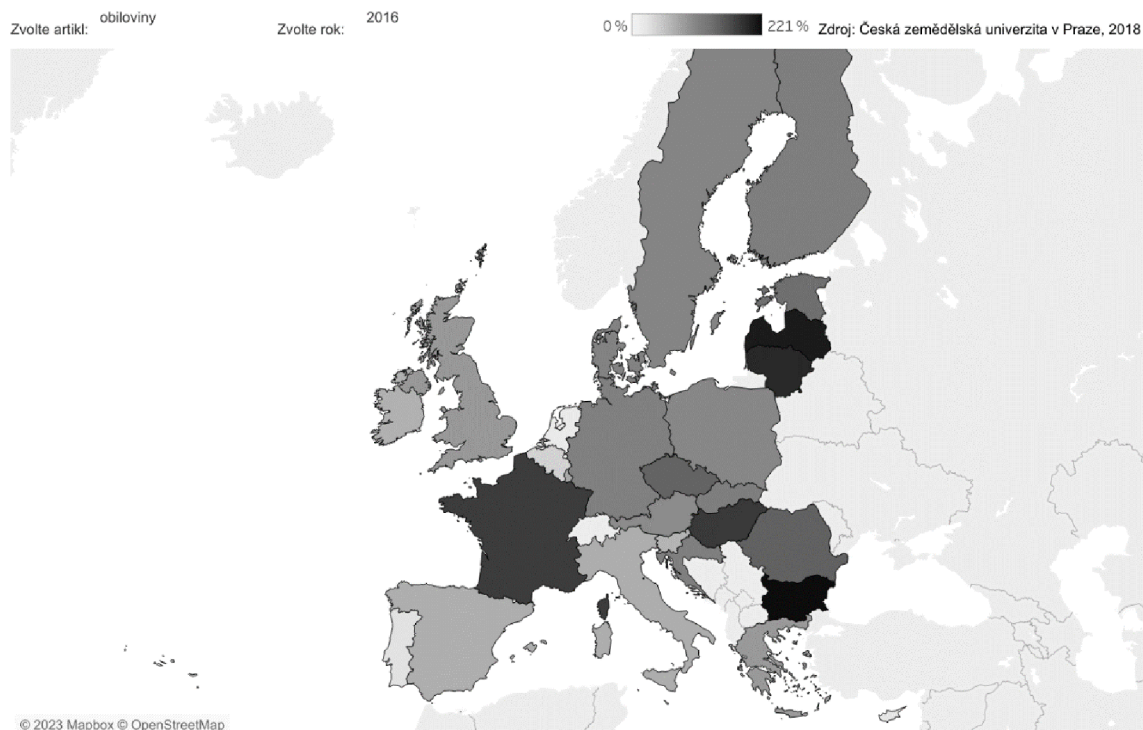 Zvolte artikl: obiloviny
Zvolte rok: 2016
0 % 221 %
Zdroj: Česká zemědělská univerzita v Praze, 2018
© 2023 Mapbox © OpenStreetMap